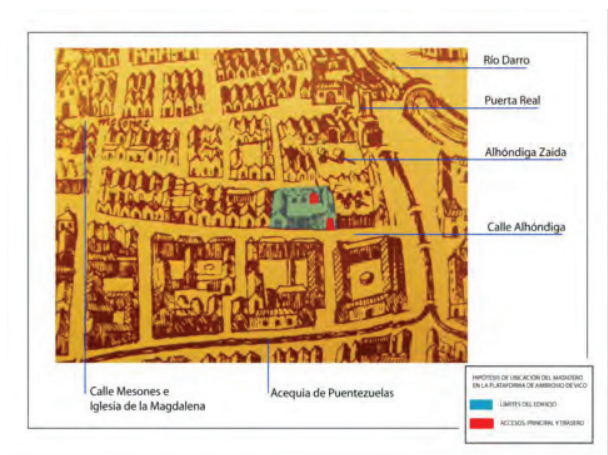 Río Darro
Puerta Real
MESONES
Alhóndiga Zaida
Calle Alhóndiga
Calle Mesones e
Iglesia de la Magdalena
Acequia de Puentezuelas
HIPÓTESIS DE UBICACIÓN DEL MATADERO
EN LA PLATAFORMA DE AMBROSIO DE VICO
LÍMITES DEL EDIFICIO
ACCESOS: PRINCIPAL Y TRASERO